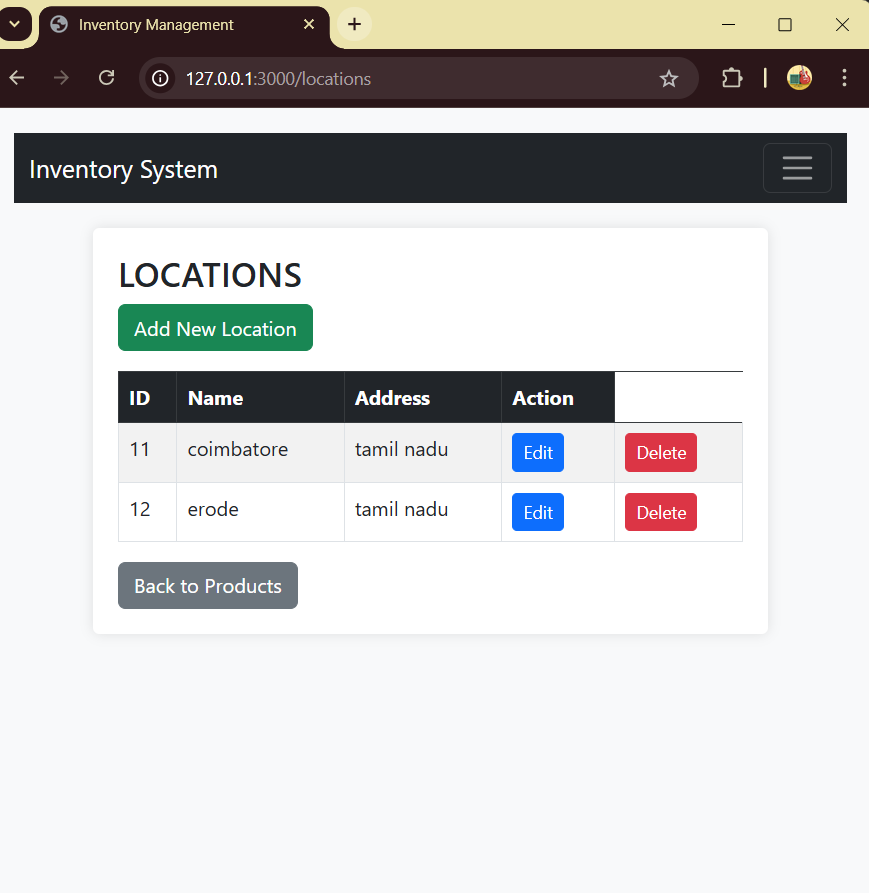 Inventory Management
127.0.0.1:3000/locations
Inventory System
LOCATIONS
Add New Location
ID Name Address Action
11 coimbatore tamil nadu Edit Delete
12 erode tamil nadu Edit Delete
Back to Products